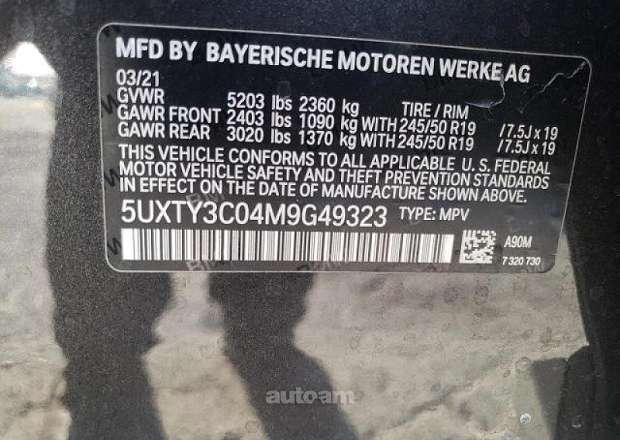 MFD BY BAYERISCHE MOTOREN WERKE AG
03/21
GVWR 5203 lbs 2360 kg TIRE / RIM
GAWR FRONT 2403 lbs 1090 kg WITH 245/50 R19 / 7.5J x 19
GAWR REAR 3020 lbs 1370 kg WITH 245/50 R19 / 7.5J x 19
THIS VEHICLE CONFORMS TO ALL APPLICABLE U.S. FEDERAL
MOTOR VEHICLE SAFETY AND THEFT PREVENTION STANDARDS
IN EFFECT ON THE DATE OF MANUFACTURE SHOWN ABOVE.
5UXTY3C04M9G49323 TYPE: MPV
A90M
7 320 730
autoam